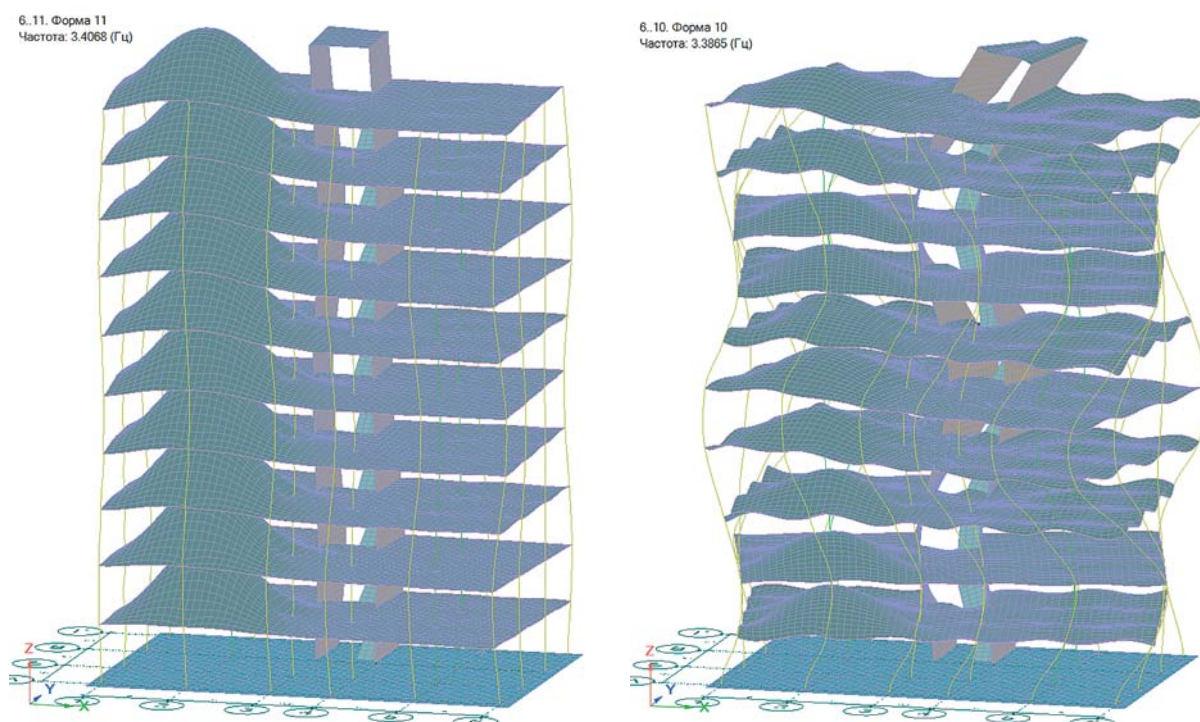 6..11. Форма 11
Частота: 3.4068 (Гц)
6..10. Форма 10
Частота: 3.3865 (Гц)
Z
Y
X
Z
Y
X